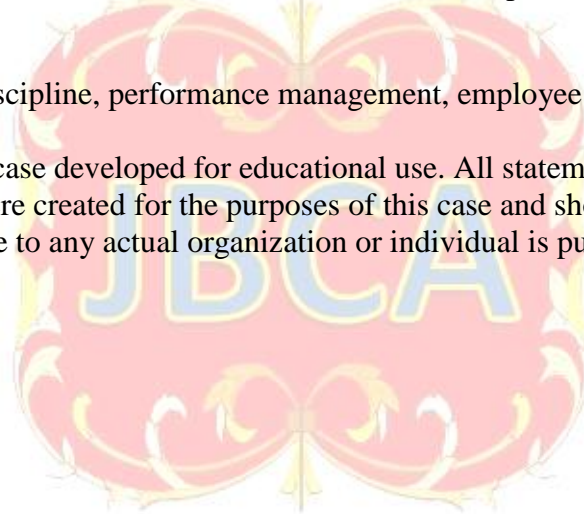 scipline, performance management, employee
case developed for educational use. All statem
re created for the purposes of this case and sho
e to any actual organization or individual is pu
JBCA